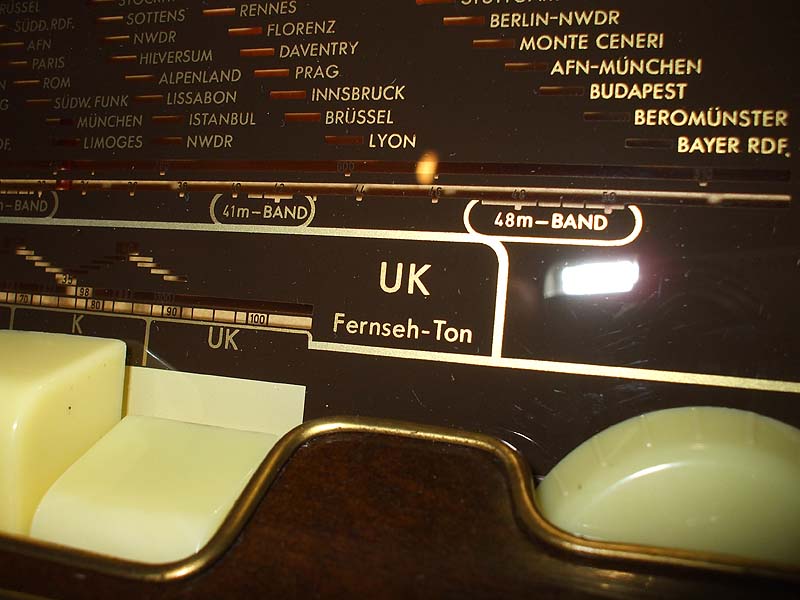 SÜDD.RDF.
AFN
PARIS
ROM
SÜDW. FUNK
MÜNCHEN
LIMOGES
SOTTENS
NWDR
HILVERSUM
ALPENLAND
LISSABON
ISTANBUL
NWDR
RENNES
FLORENZ
DAVENTRY
PRAG
INNSBRUCK
BRÜSSEL
LYON
BERLIN-NWDR
MONTE CENERI
AFN-MÜNCHEN
BUDAPEST
BEROMÜNSTER
BAYER RDF.
41m-BAND
48m-BAND
UK
Fernseh-Ton
90 100
K
UK